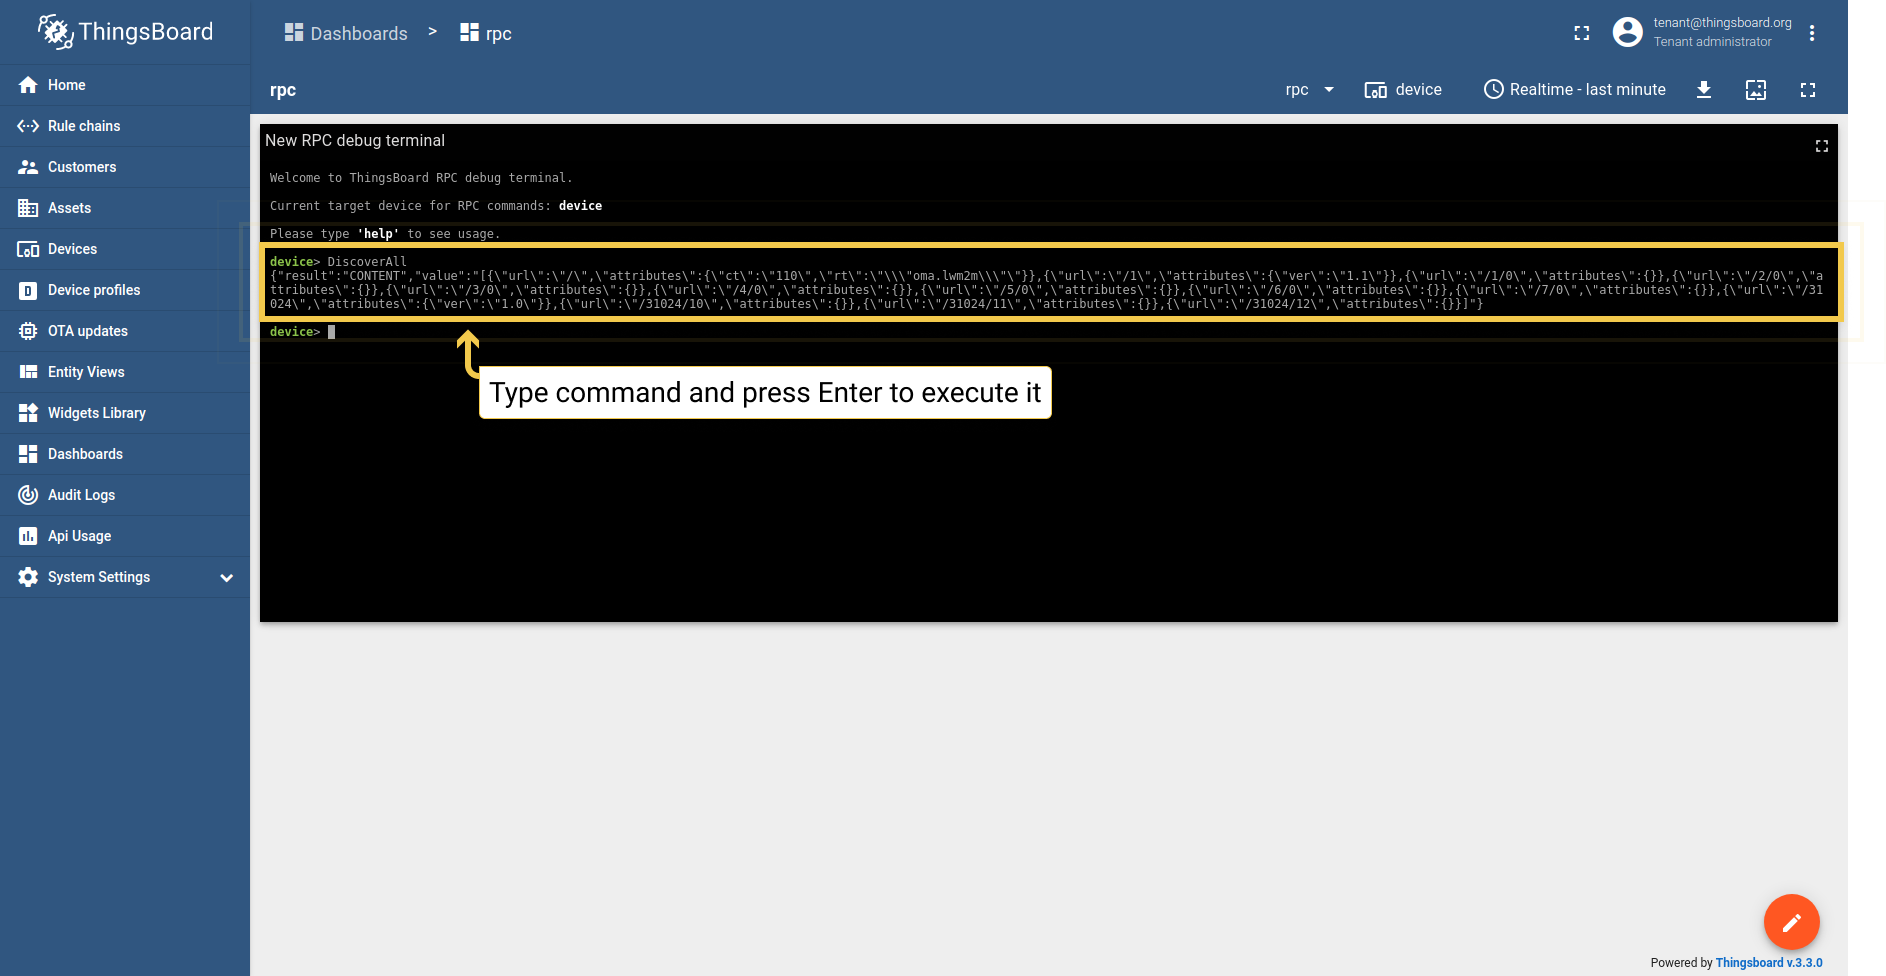 ThingsBoard
Dashboards > rpc
tenant@thingsboard.org
Tenant administrator
Home
Rule chains
Customers
Assets
Devices
Device profiles
OTA updates
Entity Views
Widgets Library
Dashboards
Audit Logs
Api Usage
System Settings
rpc
rpc
device
Realtime - last minute
New RPC debug terminal
Welcome to ThingsBoard RPC debug terminal.
Current target device for RPC commands: device
Please type 'help' to see usage.
device> DiscoverAll
{"result":"CONTENT","value":"[{\"url\":\"/\",\"attributes\":{\"ct\":\"110\",\"rt\":\"\\\"oma.lwm2m\\\"\"}},{\"url\":\"/1\",\"attributes\":{\"ver\":\"1.1\"}},{\"url\":\"/1/0\",\"attributes\":{}},{\"url\":\"/2/0\",\"a
ttributes\":{}},{\"url\":\"/3/0\",\"attributes\":{}},{\"url\":\"/4/0\",\"attributes\":{}},{\"url\":\"/5/0\",\"attributes\":{}},{\"url\":\"/6/0\",\"attributes\":{}},{\"url\":\"/7/0\",\"attributes\":{}},{\"url\":\"/31
024\",\"attributes\":{\"ver\":\"1.0\"}},{\"url\":\"/31024/10\",\"attributes\":{}},{\"url\":\"/31024/11\",\"attributes\":{}},{\"url\":\"/31024/12\",\"attributes\":{}}]"}
device>
Type command and press Enter to execute it
Powered by Thingsboard v.3.3.0